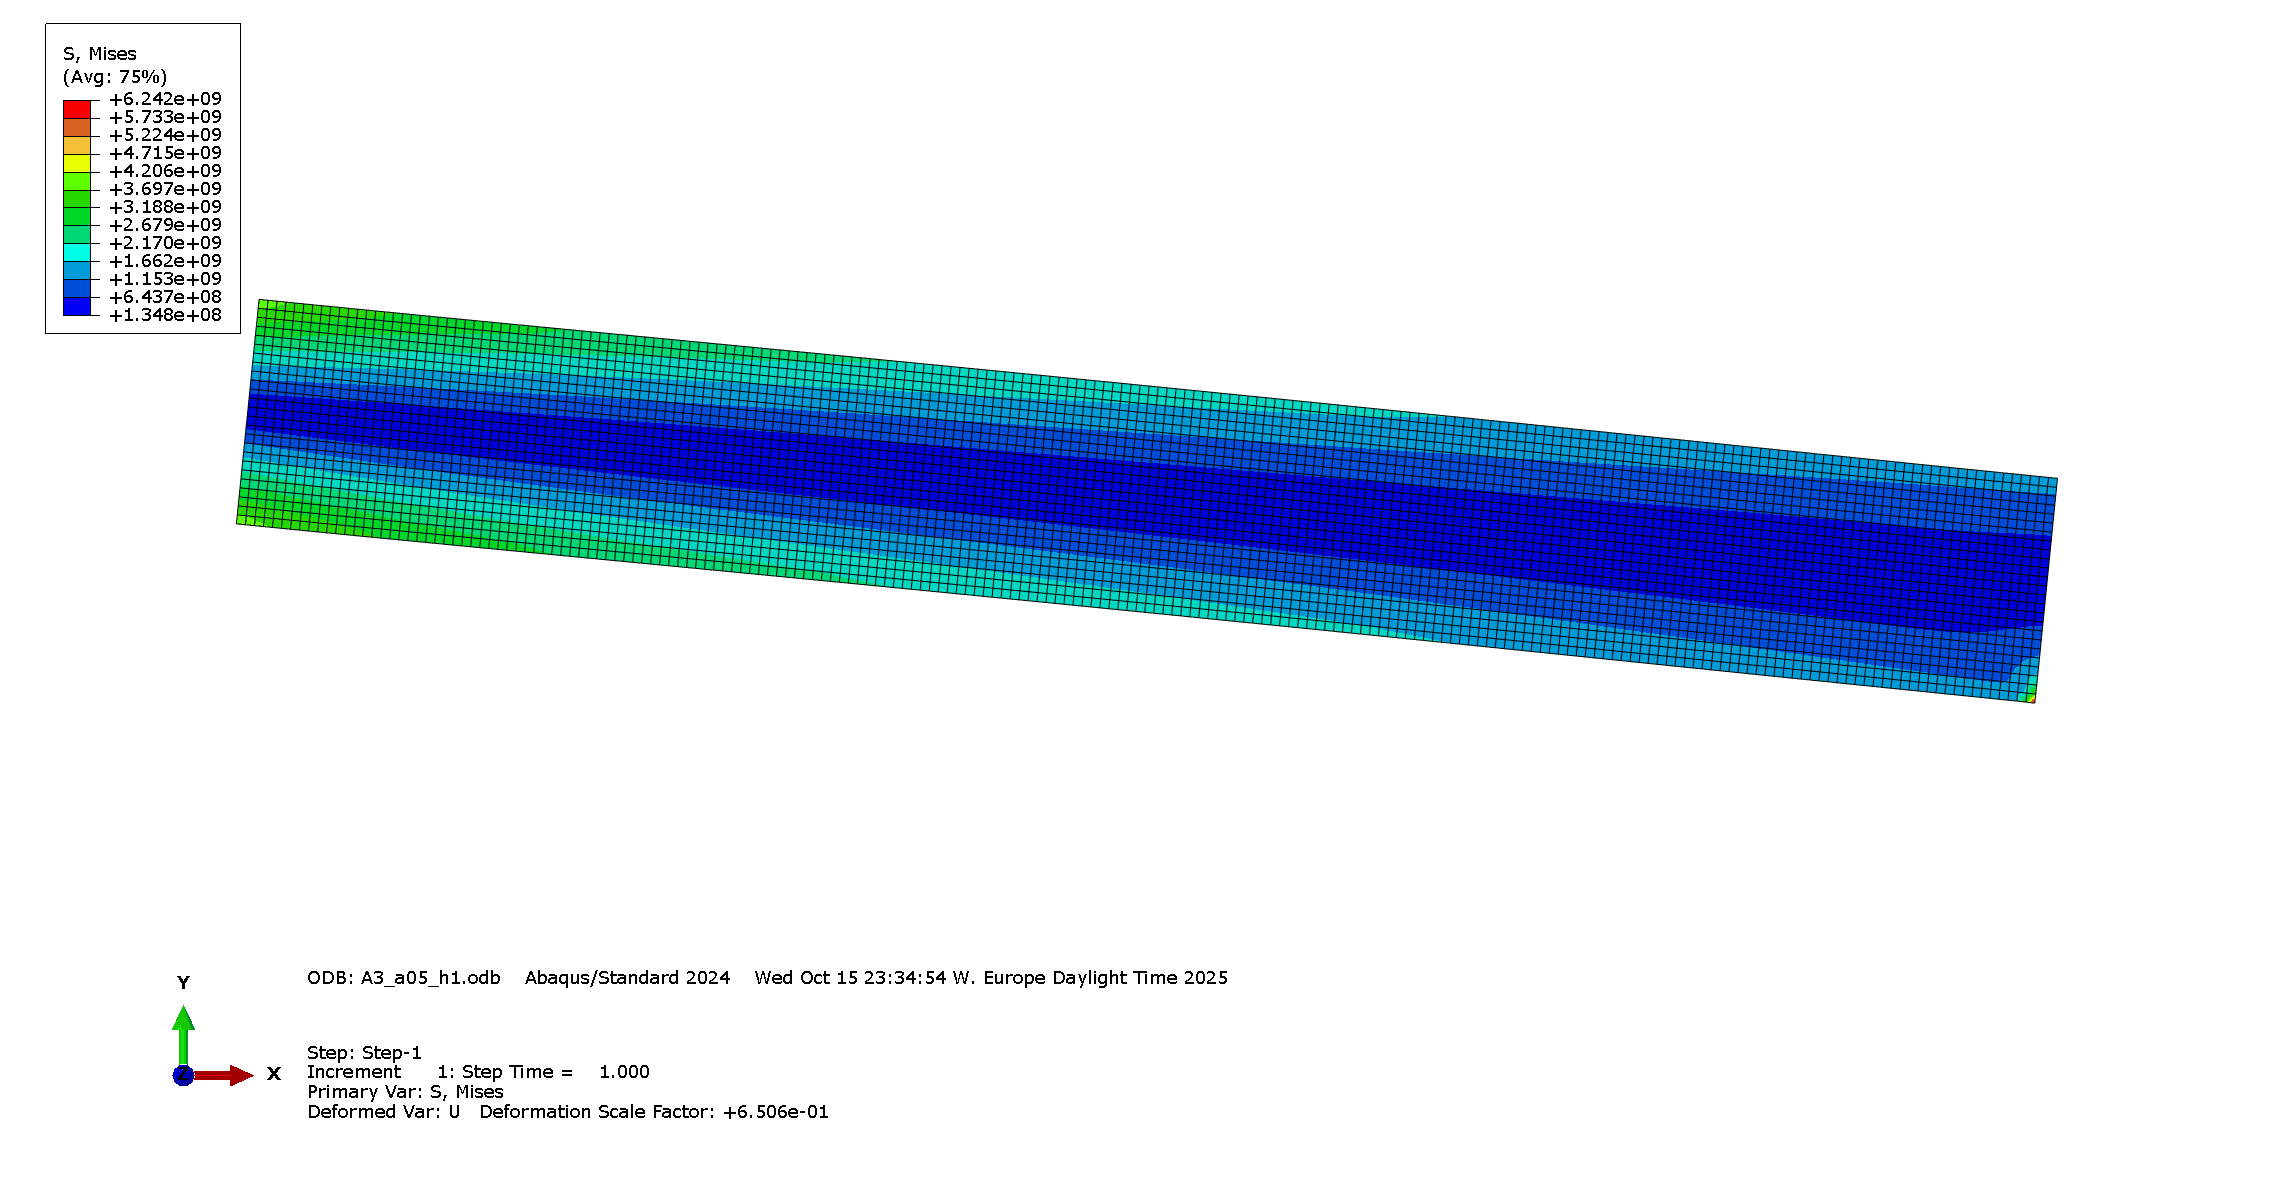 S, Mises
(Avg: 75%)
+6.242e+09
+5.733e+09
+5.224e+09
+4.715e+09
+4.206e+09
+3.697e+09
+3.188e+09
+2.679e+09
+2.170e+09
+1.662e+09
+1.153e+09
+6.437e+08
+1.348e+08
Y
Z
X
ODB: A3_a05_h1.odb Abaqus/Standard 2024 Wed Oct 15 23:34:54 W. Europe Daylight Time 2025
Step: Step-1
Increment 1: Step Time = 1.000
Primary Var: S, Mises
Deformed Var: U Deformation Scale Factor: +6.506e-01